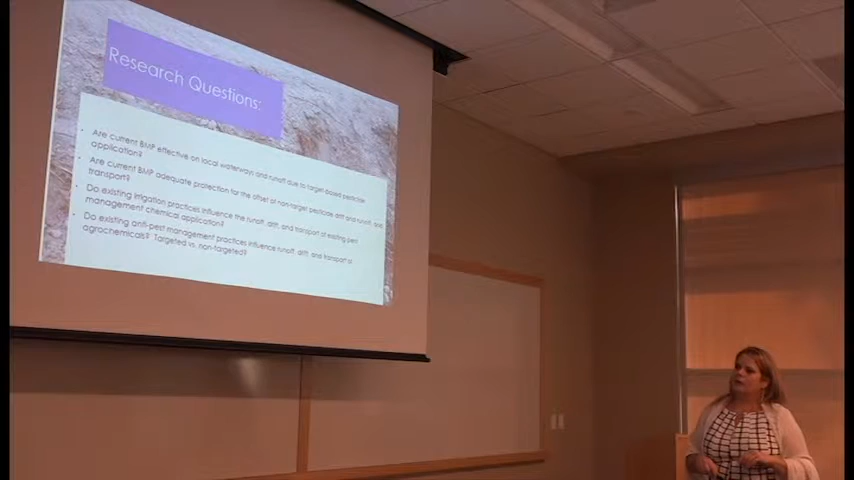 Research Questions:
Are current BMP effective on local waterways and runoff due to target-based pesticide
application?
Are current BMP adequate protection for the offset of non-target pesticide drift and runoff, and
transport?
Do existing irrigation practices influence the runoff, drift, and transport of existing pest
management chemical application?
Do existing anti-pest management practices influence runoff, drift, and transport of
agrochemicals? Targeted vs. non-targeted?